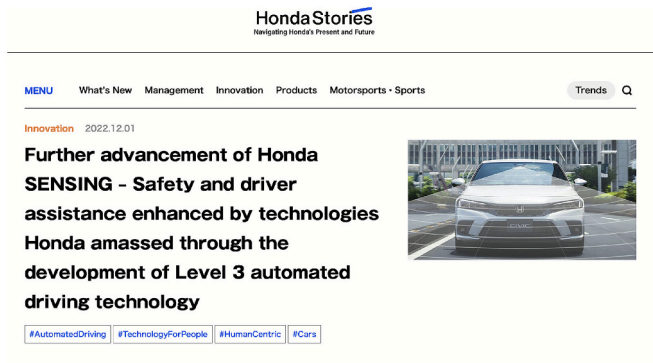 Honda Stories
Navigating Honda's Present and Future
MENU What's New Management Innovation Products Motorsports・Sports Trends
Innovation 2022.12.01
Further advancement of Honda
SENSING – Safety and driver
assistance enhanced by technologies
Honda amassed through the
development of Level 3 automated
driving technology
CIVIC
#AutomatedDriving #TechnologyForPeople #HumanCentric #Cars